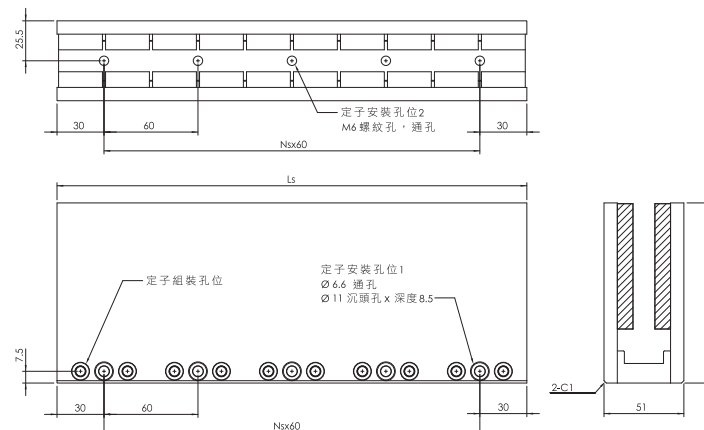 25.5
定子安裝孔位2
M6 螺紋孔，通孔
30
60
30
Nsx60
Ls
定子組裝孔位
定子安裝孔位1
Ø 6.6 通孔
Ø 11 沉頭孔 x 深度 8.5
7.5
30
60
30
Nsx60
2-C1
51